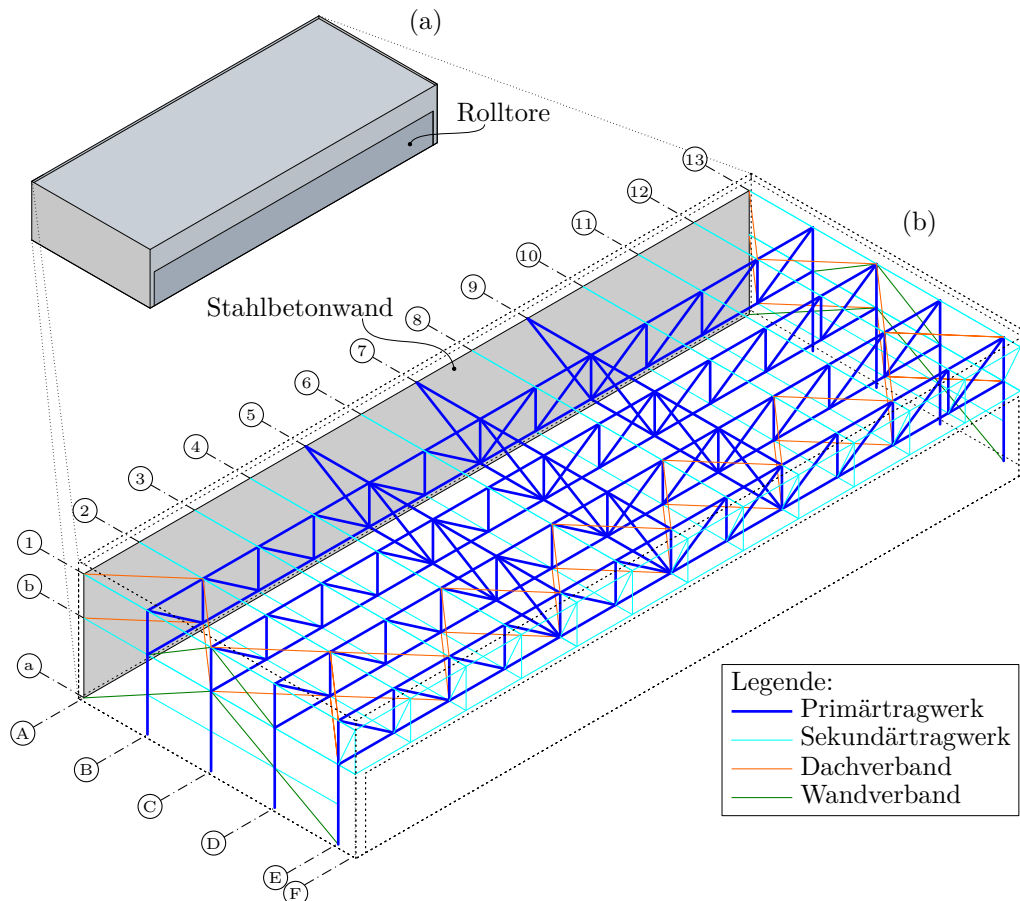 (a)
Rolltore
13
12
(b)
11
10
9
Stahlbetonwand
8
7
6
5
4
3
2
1
b
a
A
B
C
D
E
F
Legende:
Primärtragwerk
Sekundärtragwerk
Dachverband
Wandverband